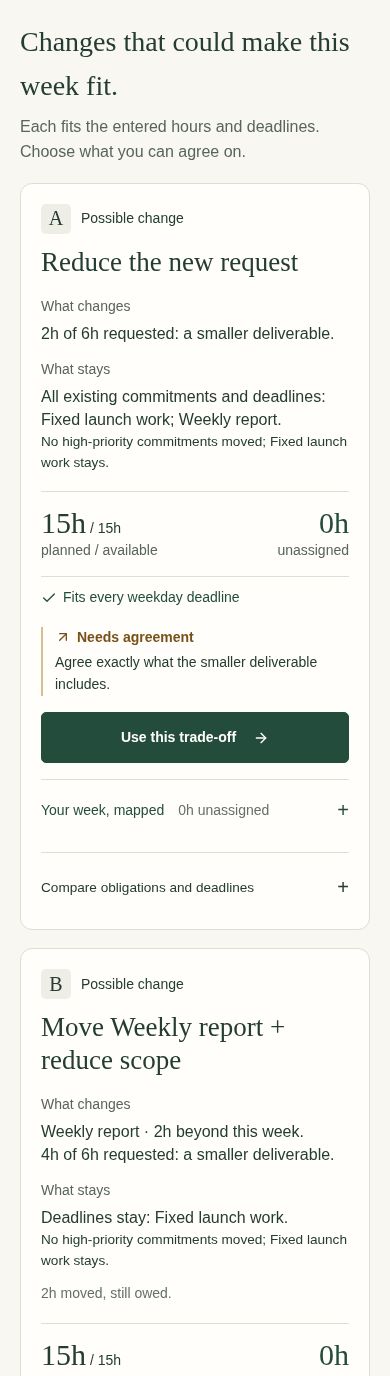 Changes that could make this
week fit.
Each fits the entered hours and deadlines.
Choose what you can agree on.
A Possible change
Reduce the new request
What changes
2h of 6h requested: a smaller deliverable.
What stays
All existing commitments and deadlines:
Fixed launch work; Weekly report.
No high-priority commitments moved; Fixed launch
work stays.
15h / 15h 0h
planned / available unassigned
Fits every weekday deadline
Needs agreement
Agree exactly what the smaller deliverable
includes.
Use this trade-off →
Your week, mapped 0h unassigned +
Compare obligations and deadlines +
B Possible change
Move Weekly report +
reduce scope
What changes
Weekly report · 2h beyond this week.
4h of 6h requested: a smaller deliverable.
What stays
Deadlines stay: Fixed launch work.
No high-priority commitments moved; Fixed launch
work stays.
2h moved, still owed.
15h / 15h 0h